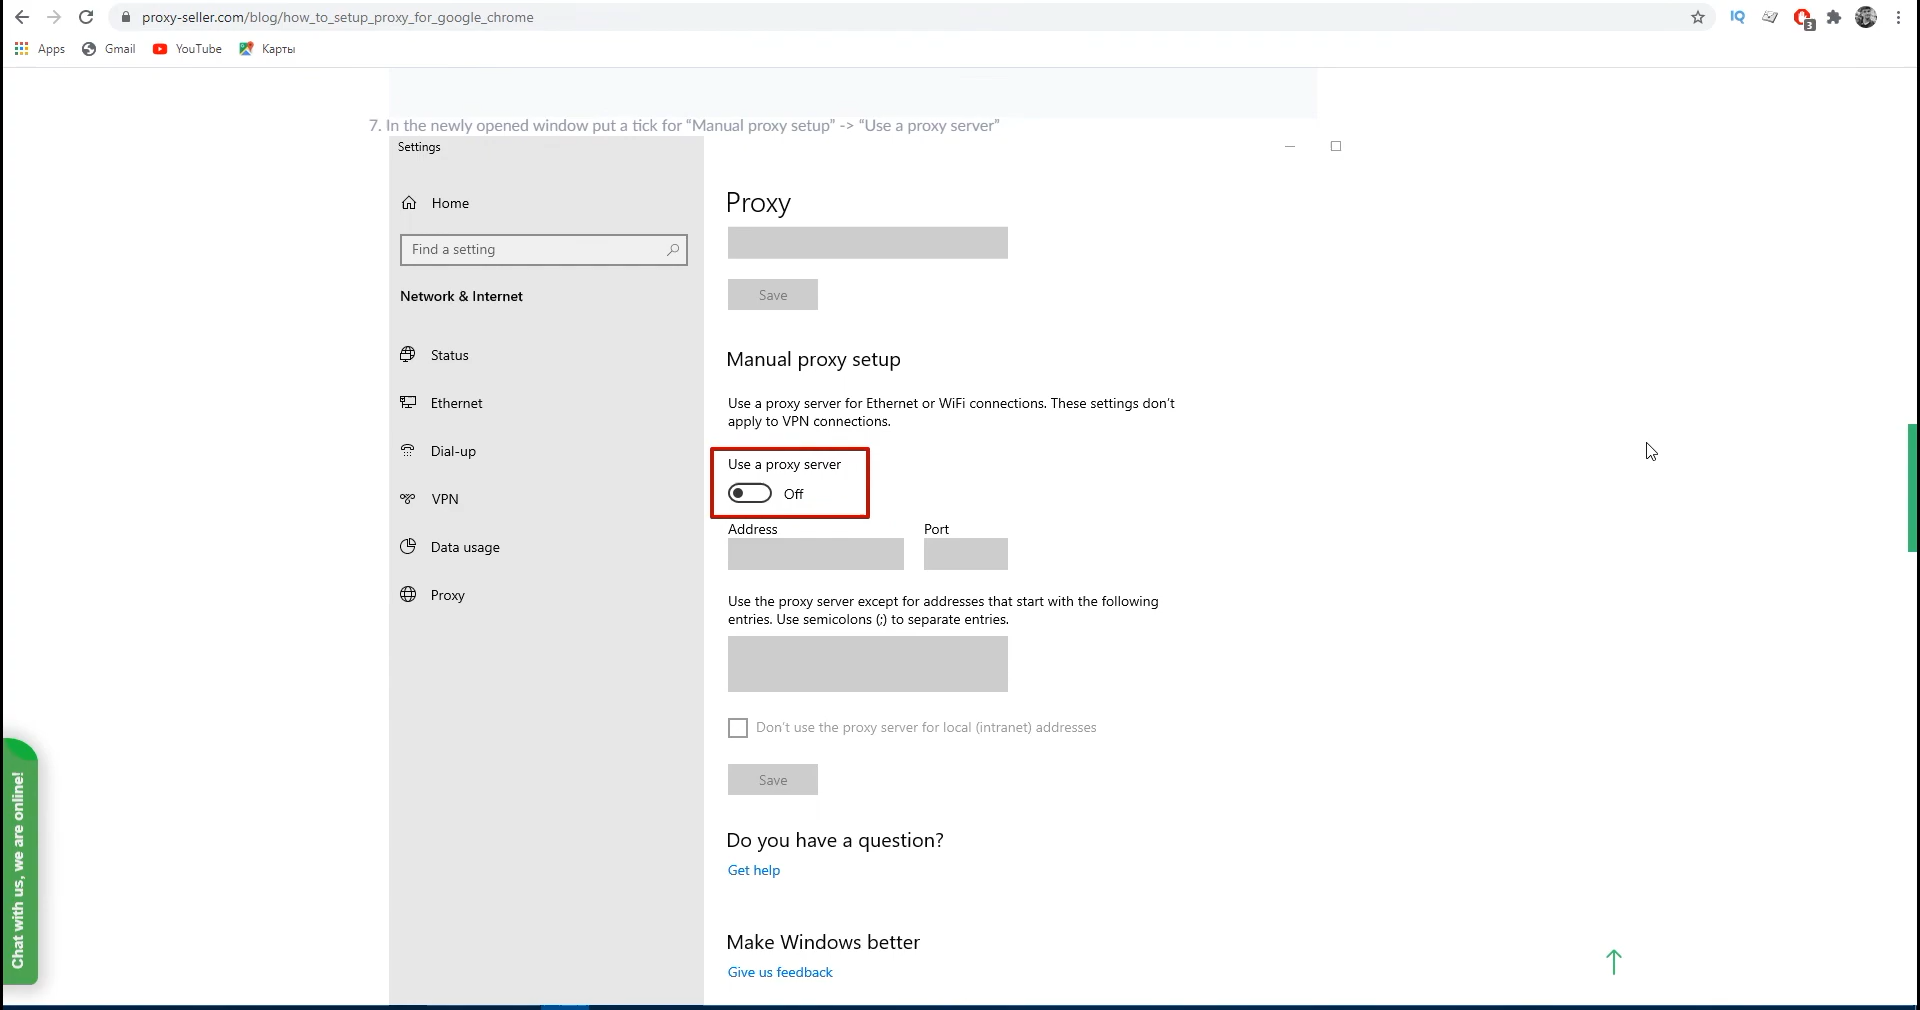 proxy-seller.com/blog/how_to_setup_proxy_for_google_chrome
IQ
3
Apps
Gmail
YouTube
Карты
7. In the newly opened window put a tick for “Manual proxy setup” -> “Use a proxy server”
Settings
Home
Find a setting
Network & Internet
Status
Ethernet
Dial-up
VPN
Data usage
Proxy
Proxy
Save
Manual proxy setup
Use a proxy server for Ethernet or WiFi connections. These settings don't
apply to VPN connections.
Use a proxy server
Off
Address Port
Use the proxy server except for addresses that start with the following
entries. Use semicolons (;) to separate entries.
Don't use the proxy server for local (intranet) addresses
Save
Do you have a question?
Get help
Make Windows better
Give us feedback
Chat with us, we are online!